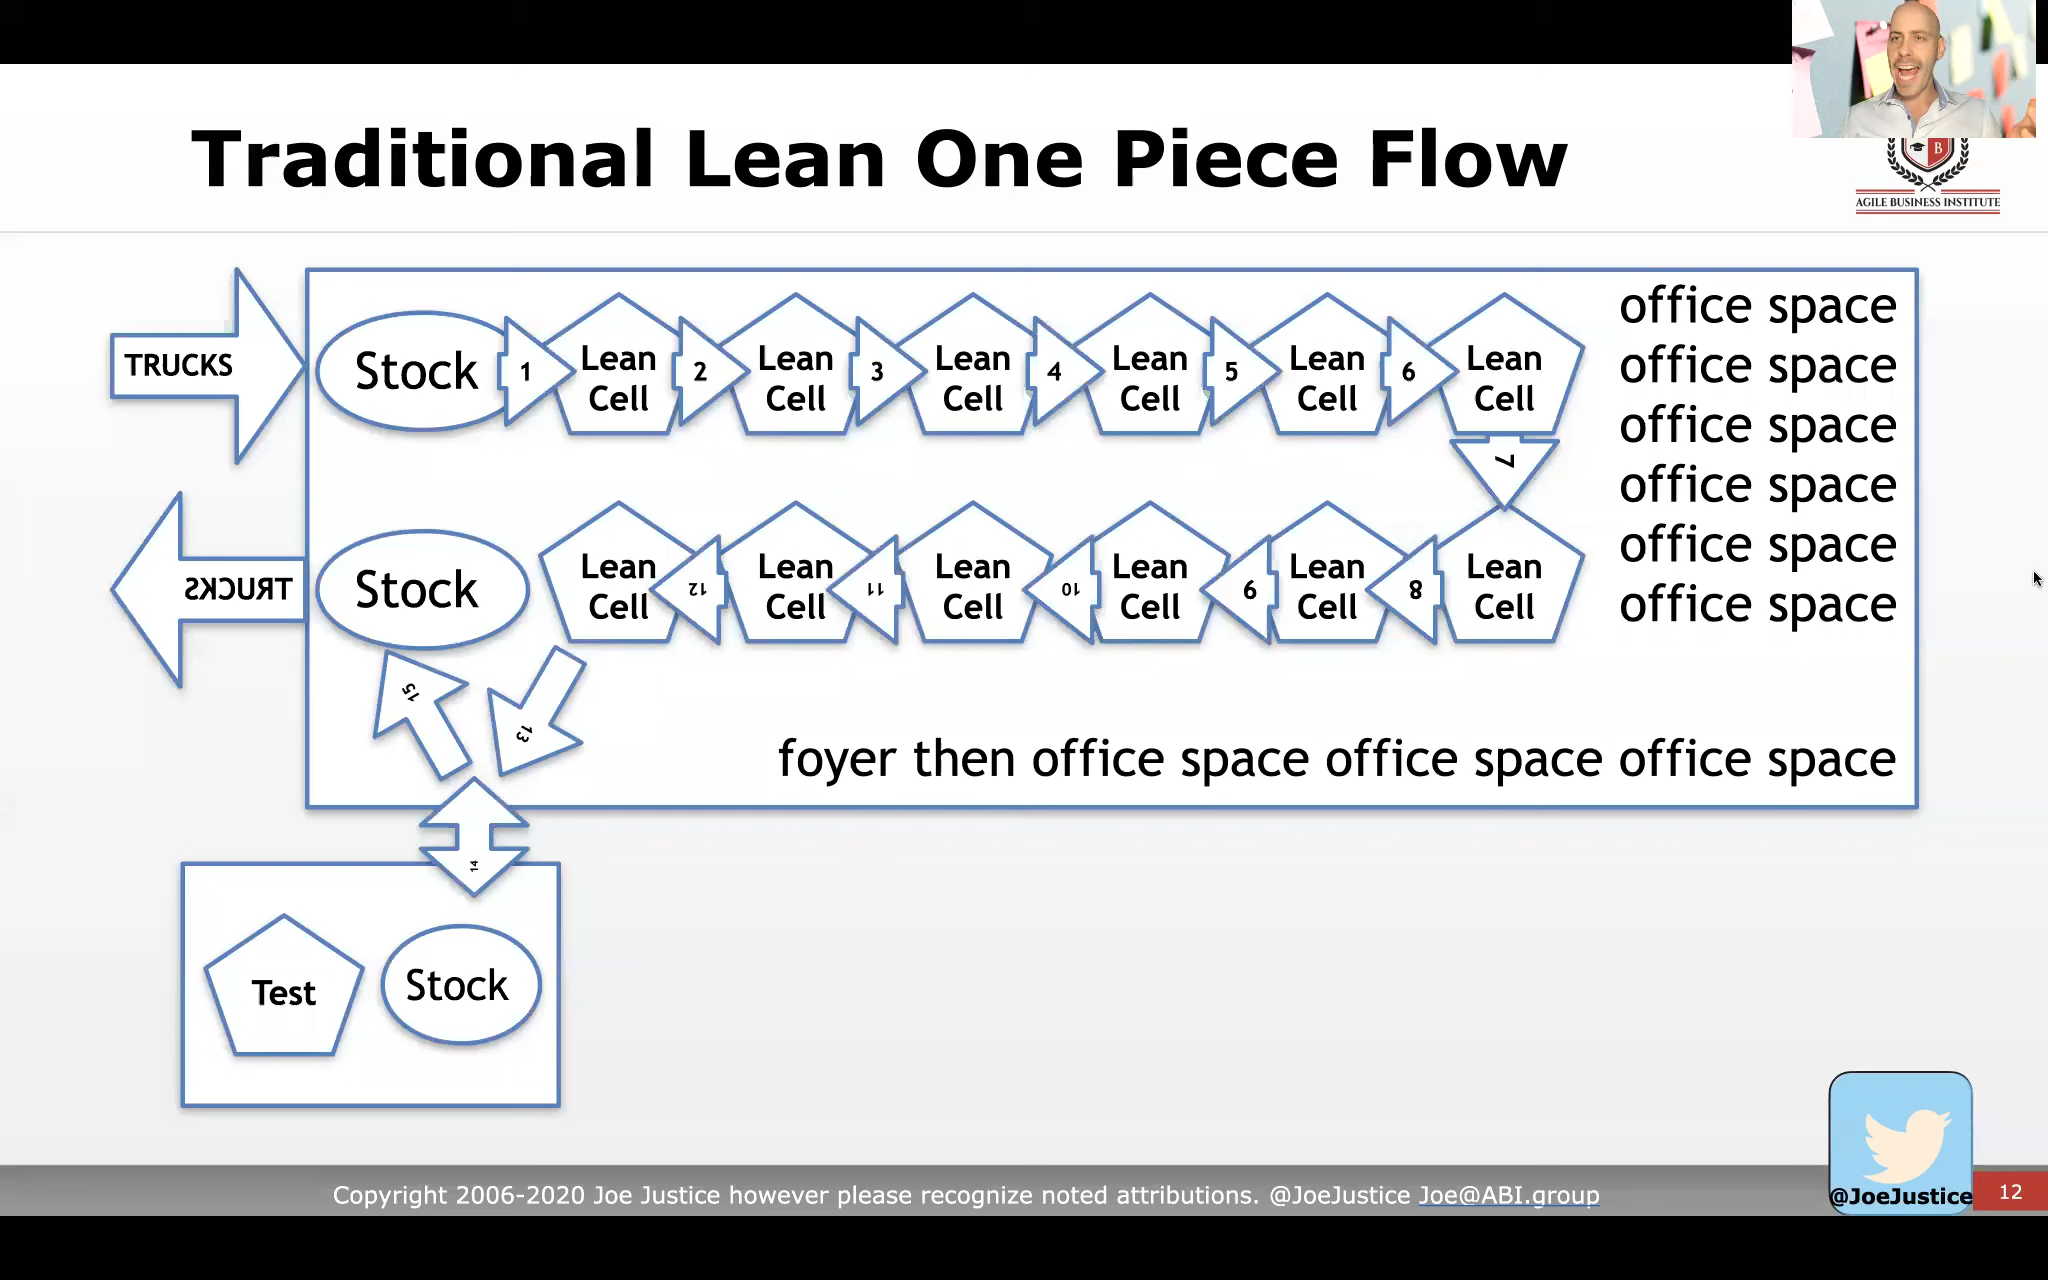 Traditional Lean One Piece Flow
B
AGILE BUSINESS INSTITUTE
TRUCKS
Stock
1
Lean
Cell
2
Lean
Cell
3
Lean
Cell
4
Lean
Cell
5
Lean
Cell
6
Lean
Cell
office space
office space
office space
office space
office space
office space
7
TRUCKS
Stock
Lean
Cell
12
Lean
Cell
11
Lean
Cell
10
Lean
Cell
9
Lean
Cell
8
Lean
Cell
15
13
foyer then office space office space office space
14
Test
Stock
Copyright 2006-2020 Joe Justice however please recognize noted attributions. @JoeJustice Joe@ABI.group
@JoeJustice
12